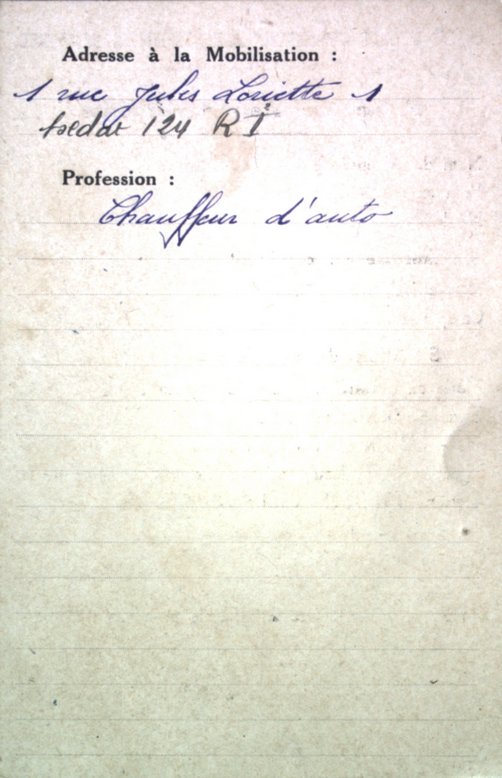 Adresse à la Mobilisation :
1 rue Jules Loriette 1
soldat 124 R I
Profession :
Chauffeur d'auto